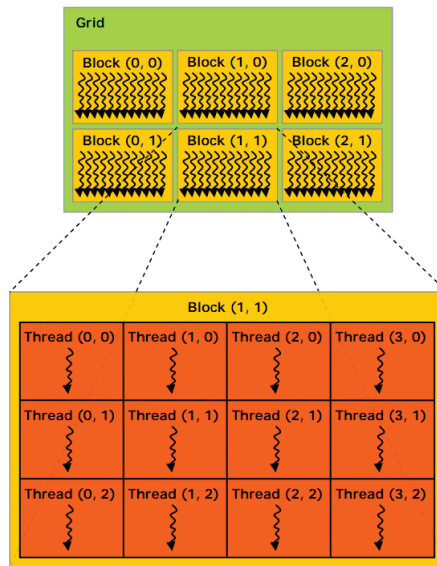 Grid
Block (0, 0) Block (1, 0) Block (2, 0)
Block (0, 1) Block (1, 1) Block (2, 1)
Block (1, 1)
Thread (0, 0) Thread (1, 0) Thread (2, 0) Thread (3, 0)
Thread (0, 1) Thread (1, 1) Thread (2, 1) Thread (3, 1)
Thread (0, 2) Thread (1, 2) Thread (2, 2) Thread (3, 2)